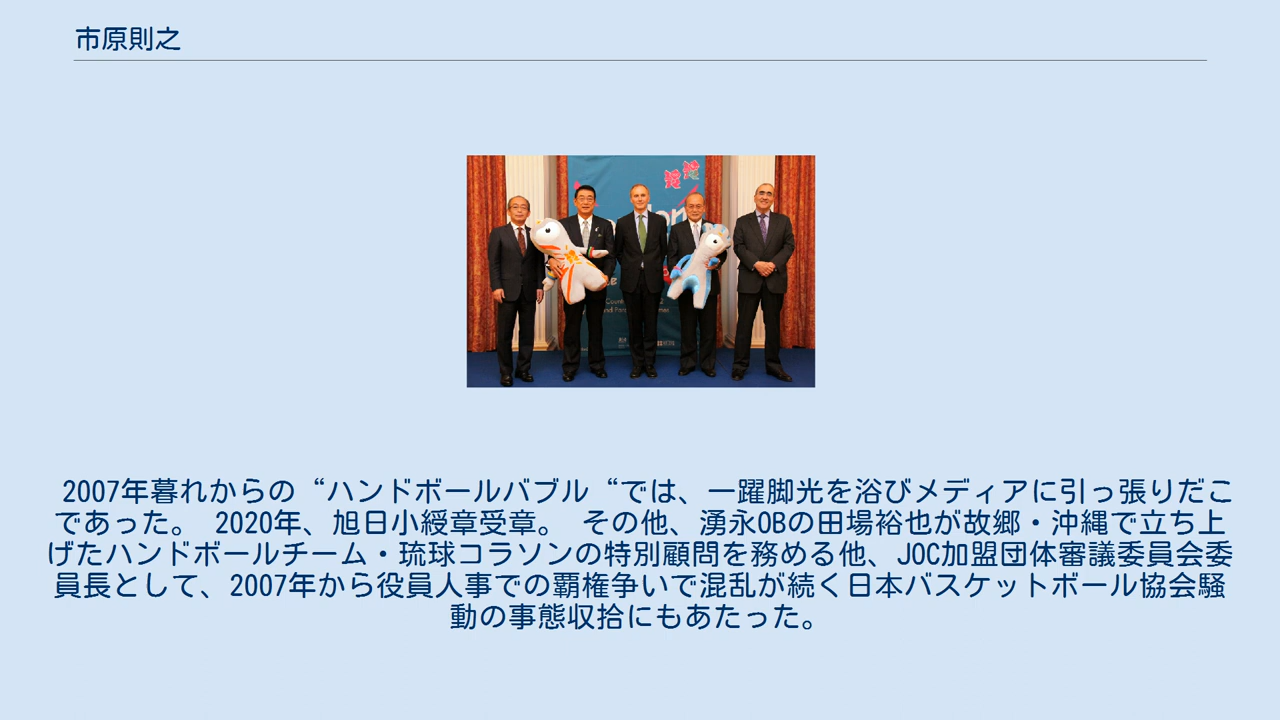 市原則之
2007年暮れからの“ハンドボールバブル“では、一躍脚光を浴びメディアに引っ張りだこ
であった。 2020年、旭日小綬章受章。 その他、湧永OBの田場裕也が故郷・沖縄で立ち上
げたハンドボールチーム・琉球コラソンの特別顧問を務める他、JOC加盟団体審議委員会委
員長として、2007年から役員人事での覇権争いで混乱が続く日本バスケットボール協会騒
動の事態収拾にもあたった。